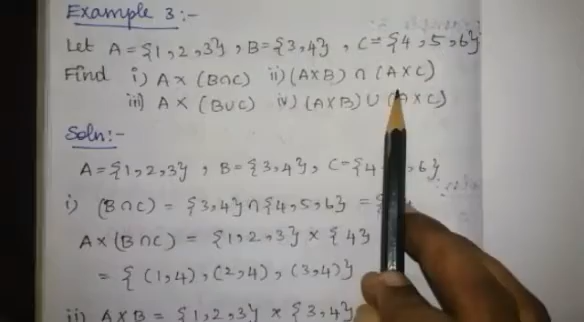 Example 3:-
Let A={1,2,3}, B={3,4}, C={4,5,6}
Find i) A×(B∩C) ii) (A×B)∩(A×C)
iii) A×(B∪C) iv) (A×B)∪(A×C)
Soln:-
A={1,2,3}, B={3,4}, C={4 ,6}
i) (B∩C) = {3,4}∩{4,5,6} = {
A×(B∩C) = {1,2,3} × {4}
= {(1,4),(2,4),(3,4)}
ii) A×B = {1,2,3} × {3,4}